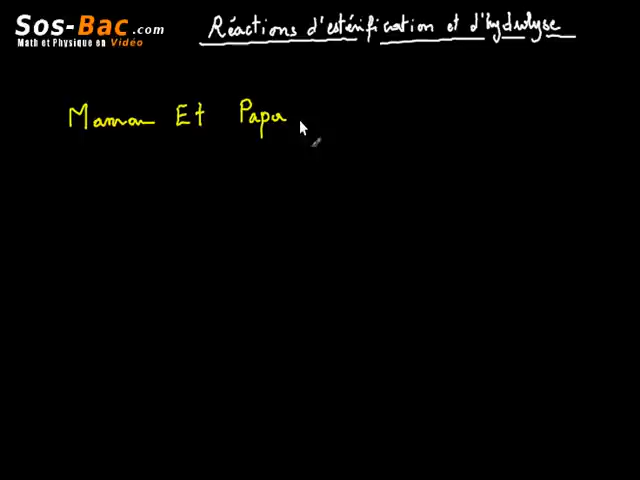 Sos-Bac.com
Math et Physique en Vidéo
Réactions d'estérification et d'hydrolyse
Maman Et Papa